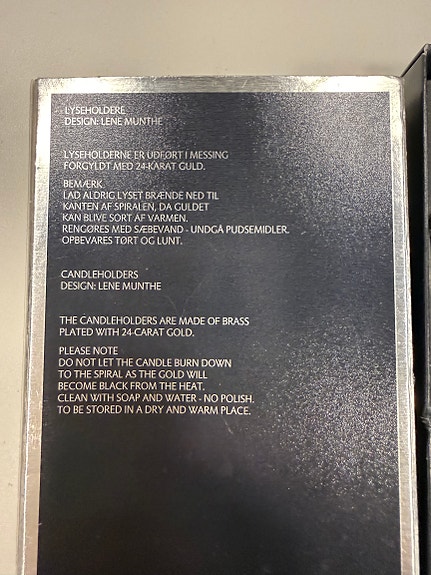 LYSEHOLDERE
DESIGN: LENE MUNTHE
LYSEHOLDERNE ER UDFØRT I MESSING
FORGYLDT MED 24-KARAT GULD.
BEMÆRK
LAD ALDRIG LYSET BRÆNDE NED TIL
KANTEN AF SPIRALEN, DA GULDET
KAN BLIVE SORT AF VARMEN.
RENGØRES MED SÆBEVAND - UNDGÅ PUDSEMIDLER.
OPBEVARES TØRT OG LUNT.
CANDLEHOLDERS
DESIGN: LENE MUNTHE
THE CANDLEHOLDERS ARE MADE OF BRASS
PLATED WITH 24-CARAT GOLD.
PLEASE NOTE
DO NOT LET THE CANDLE BURN DOWN
TO THE SPIRAL AS THE GOLD WILL
BECOME BLACK FROM THE HEAT.
CLEAN WITH SOAP AND WATER - NO POLISH.
TO BE STORED IN A DRY AND WARM PLACE.